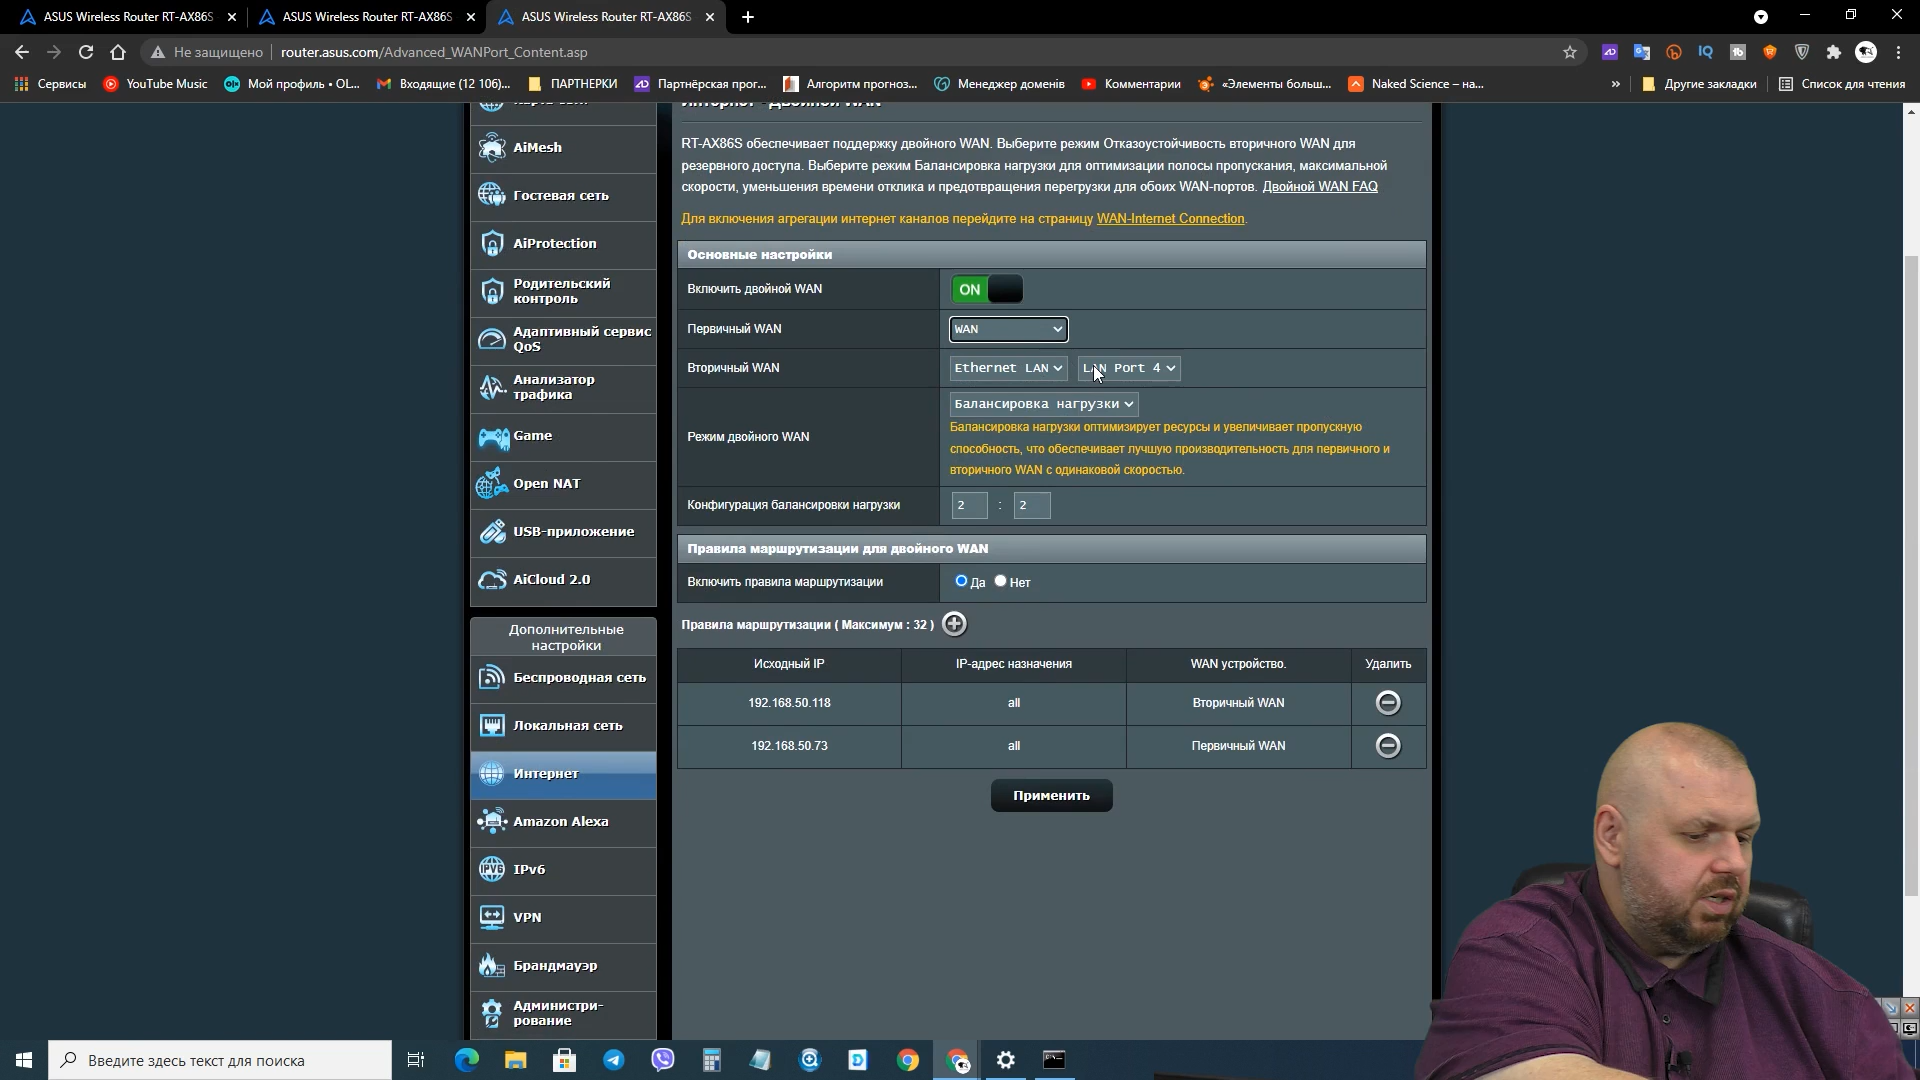 ASUS Wireless Router RT-AX86S
ASUS Wireless Router RT-AX86S
ASUS Wireless Router RT-AX86S
Не защищено
router.asus.com/Advanced_WANPort_Content.asp
Сервисы
YouTube Music
Мой профиль • OL...
Входящие (12 106)...
ПАРТНЕРКИ
Партнёрская прог...
Алгоритм прогноз...
Менеджер доменів
Комментарии
«Элементы больш...
Naked Science – на...
»
Другие закладки
Список для чтения
Интернет - Двойной WAN
RT-AX86S обеспечивает поддержку двойного WAN. Выберите режим Отказоустойчивость вторичного WAN для
резервного доступа. Выберите режим Балансировка нагрузки для оптимизации полосы пропускания, максимальной
скорости, уменьшения времени отклика и предотвращения перегрузки для обоих WAN-портов. Двойной WAN FAQ
Для включения агрегации интернет каналов перейдите на страницу WAN-Internet Connection.
Основные настройки
Включить двойной WAN
ON
Первичный WAN
WAN
Вторичный WAN
Ethernet LAN
LAN Port 4
Режим двойного WAN
Балансировка нагрузки
Балансировка нагрузки оптимизирует ресурсы и увеличивает пропускную
способность, что обеспечивает лучшую производительность для первичного и
вторичного WAN с одинаковой скоростью.
Конфигурация балансировки нагрузки
2 : 2
Правила маршрутизации для двойного WAN
Включить правила маршрутизации
Да Нет
Правила маршрутизации ( Максимум : 32 )
Исходный IP
IP-адрес назначения
WAN устройство.
Удалить
192.168.50.118
all
Вторичный WAN
192.168.50.73
all
Первичный WAN
Применить
AiMesh
Гостевая сеть
AiProtection
Родительский
контроль
Адаптивный сервис
QoS
Анализатор
трафика
Game
Open NAT
USB-приложение
AiCloud 2.0
Дополнительные
настройки
Беспроводная сеть
Локальная сеть
Интернет
Amazon Alexa
IPv6
VPN
Брандмауэр
Администри-
рование
Введите здесь текст для поиска